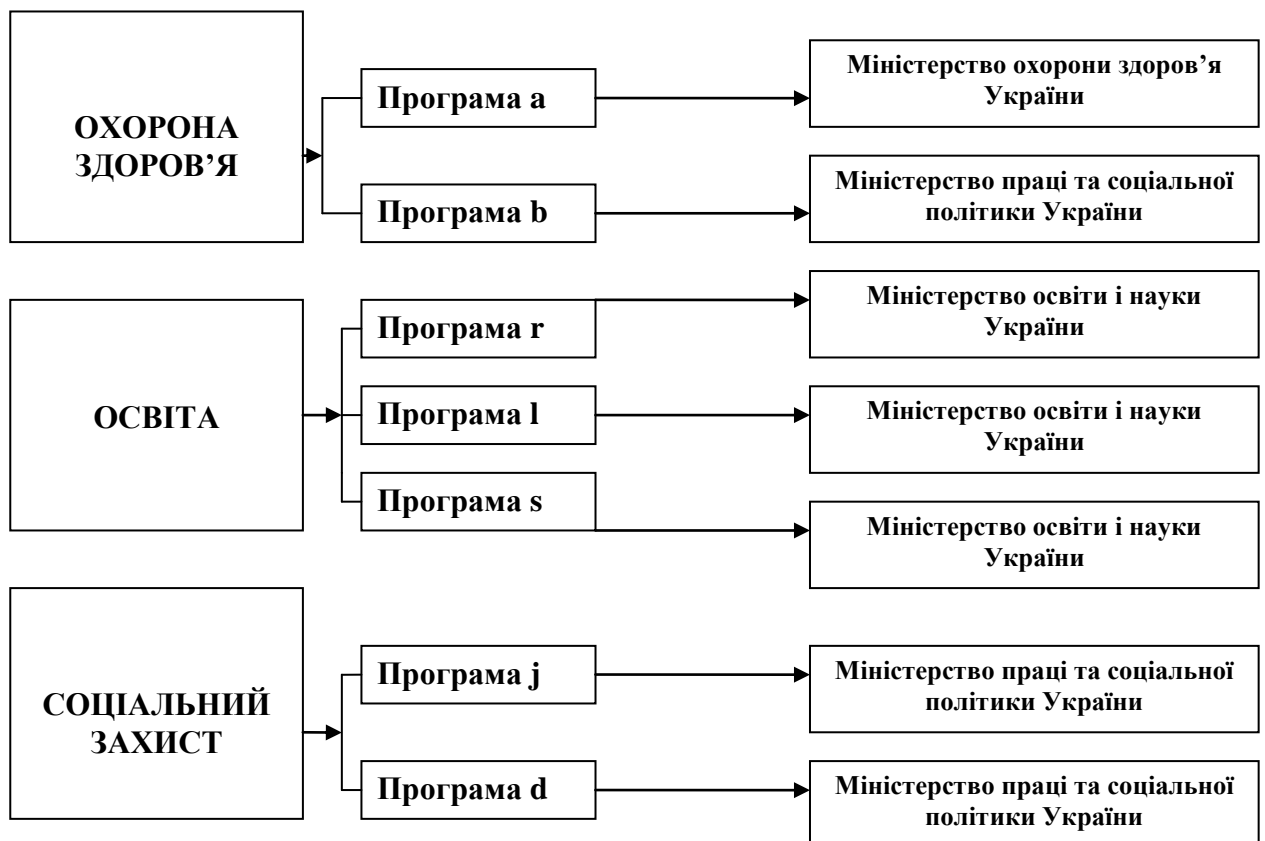 ОХОРОНА
ЗДОРОВ’Я
Програма a
Міністерство охорони здоров’я
України
Програма b
Міністерство праці та соціальної
політики України
ОСВІТА
Програма r
Міністерство освіти і науки
України
Програма l
Міністерство освіти і науки
України
Програма s
Міністерство освіти і науки
України
СОЦІАЛЬНИЙ
ЗАХИСТ
Програма j
Міністерство праці та соціальної
політики України
Програма d
Міністерство праці та соціальної
політики України